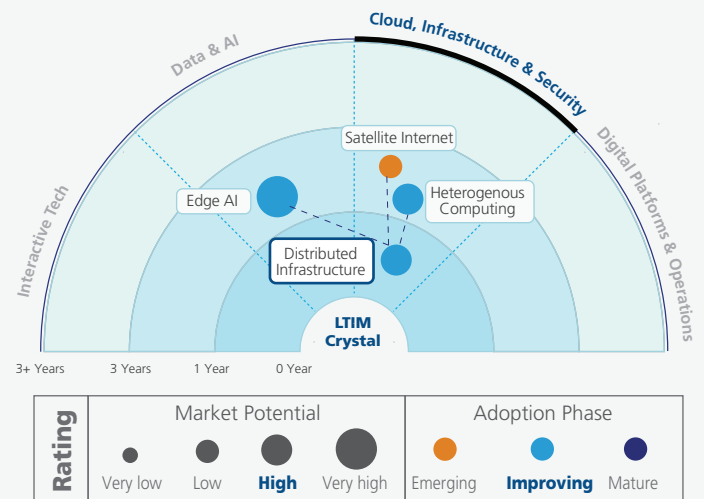 Cloud, Infrastructure & Security
Data & AI
Interactive Tech
Digital Platforms & Operations
Satellite Internet
Edge AI
Heterogenous
Computing
Distributed
Infrastructure
LTIM
Crystal
3+ Years
3 Years
1 Year
0 Year
Rating
Market Potential
Very low
Low
High
Very high
Adoption Phase
Emerging
Improving
Mature